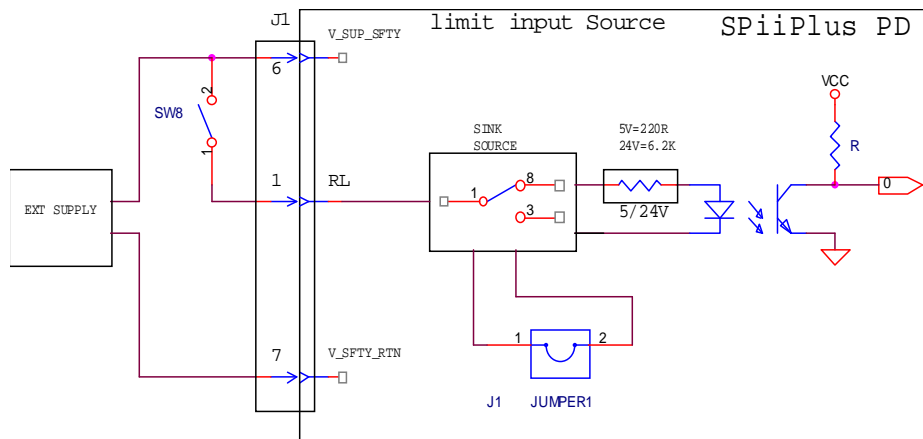 J1
limit input Source
SPiiPlus PD
V_SUP_SFTY
6
VCC
2
SW8
1
SINK
SOURCE
5V=220R
24V=6.2K
R
1
RL
8
1
3
5/24V
0
EXT SUPPLY
1
2
7
V_SFTY_RTN
J1
JUMPER1